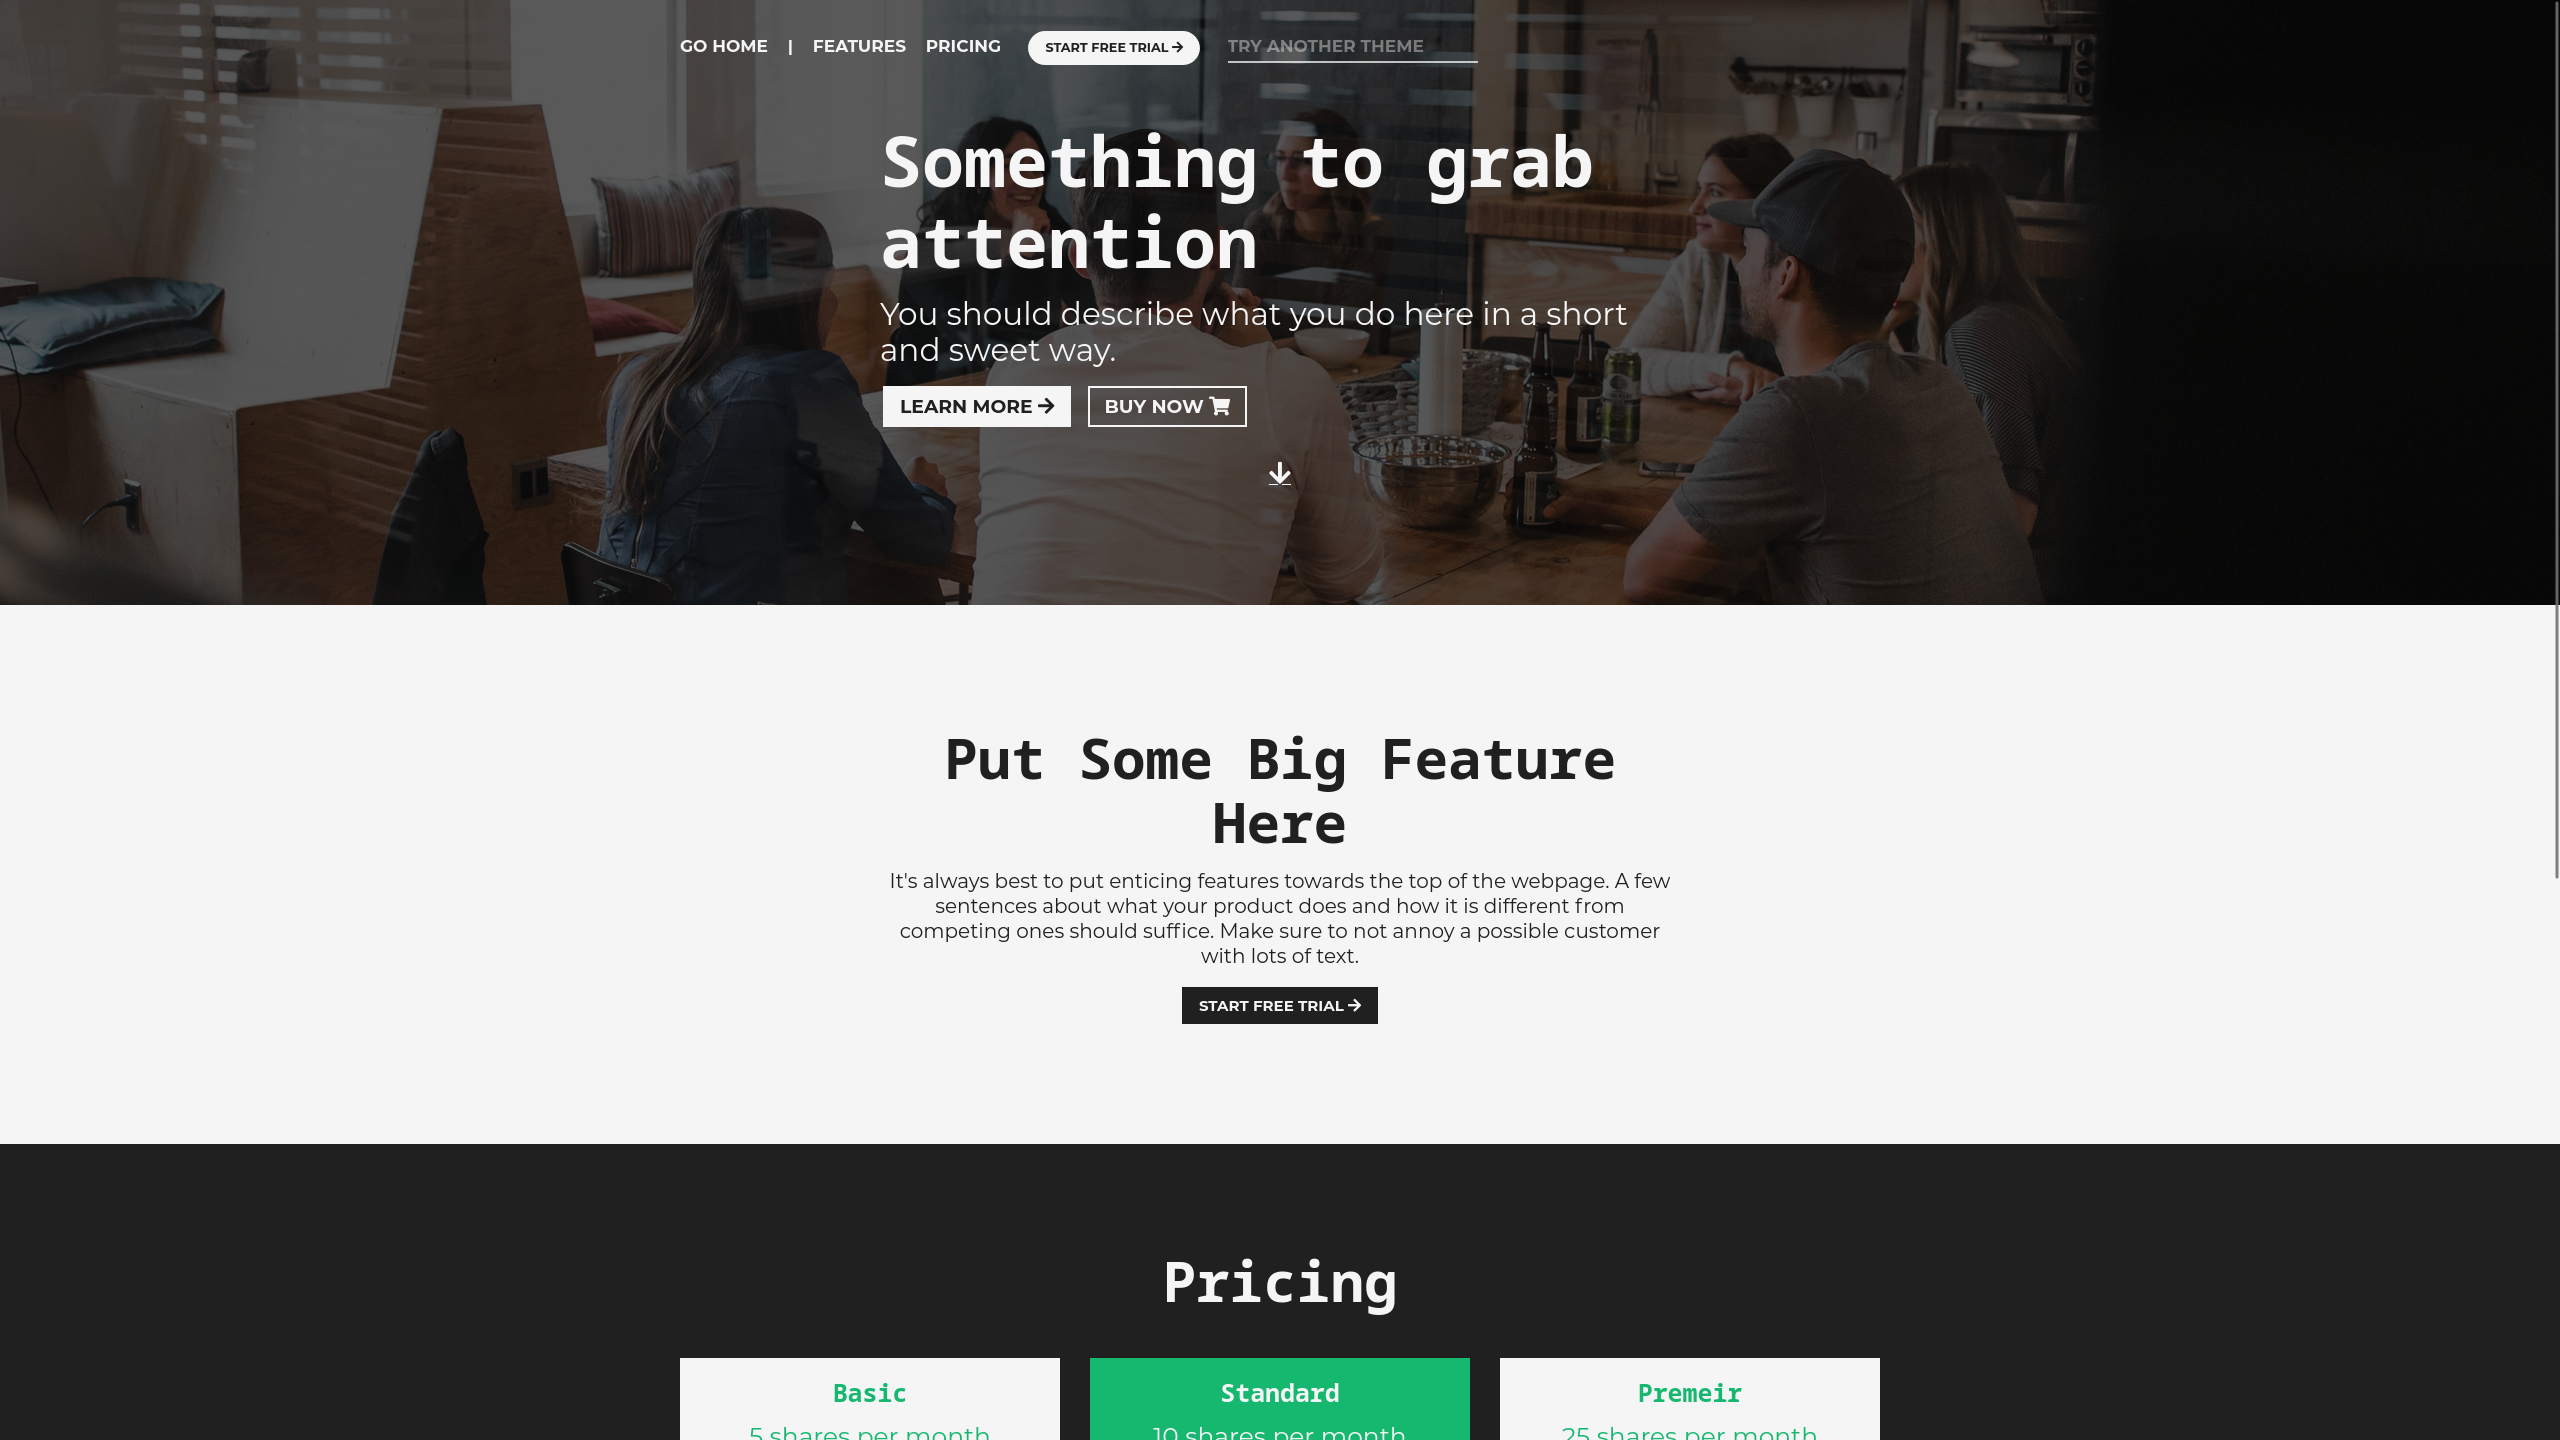 GO HOME | FEATURES PRICING START FREE TRIAL TRY ANOTHER THEME
Something to grab
attention
You should describe what you do here in a short
and sweet way.
LEARN MORE BUY NOW
Put Some Big Feature
Here
It's always best to put enticing features towards the top of the webpage. A few
sentences about what your product does and how it is different from
competing ones should suffice. Make sure to not annoy a possible customer
with lots of text.
START FREE TRIAL
Pricing
Basic Standard Premeir
5 shares per month 10 shares per month 25 shares per month